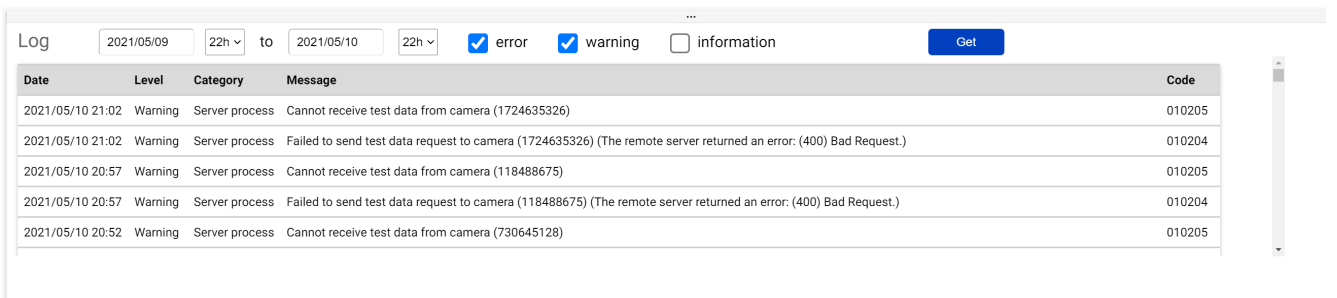 ...
Log 2021/05/09 22h to 2021/05/10 22h error warning information Get
Date Level Category Message Code
2021/05/10 21:02 Warning Server process Cannot receive test data from camera (1724635326) 010205
2021/05/10 21:02 Warning Server process Failed to send test data request to camera (1724635326) (The remote server returned an error: (400) Bad Request.) 010204
2021/05/10 20:57 Warning Server process Cannot receive test data from camera (118488675) 010205
2021/05/10 20:57 Warning Server process Failed to send test data request to camera (118488675) (The remote server returned an error: (400) Bad Request.) 010204
2021/05/10 20:52 Warning Server process Cannot receive test data from camera (730645128) 010205